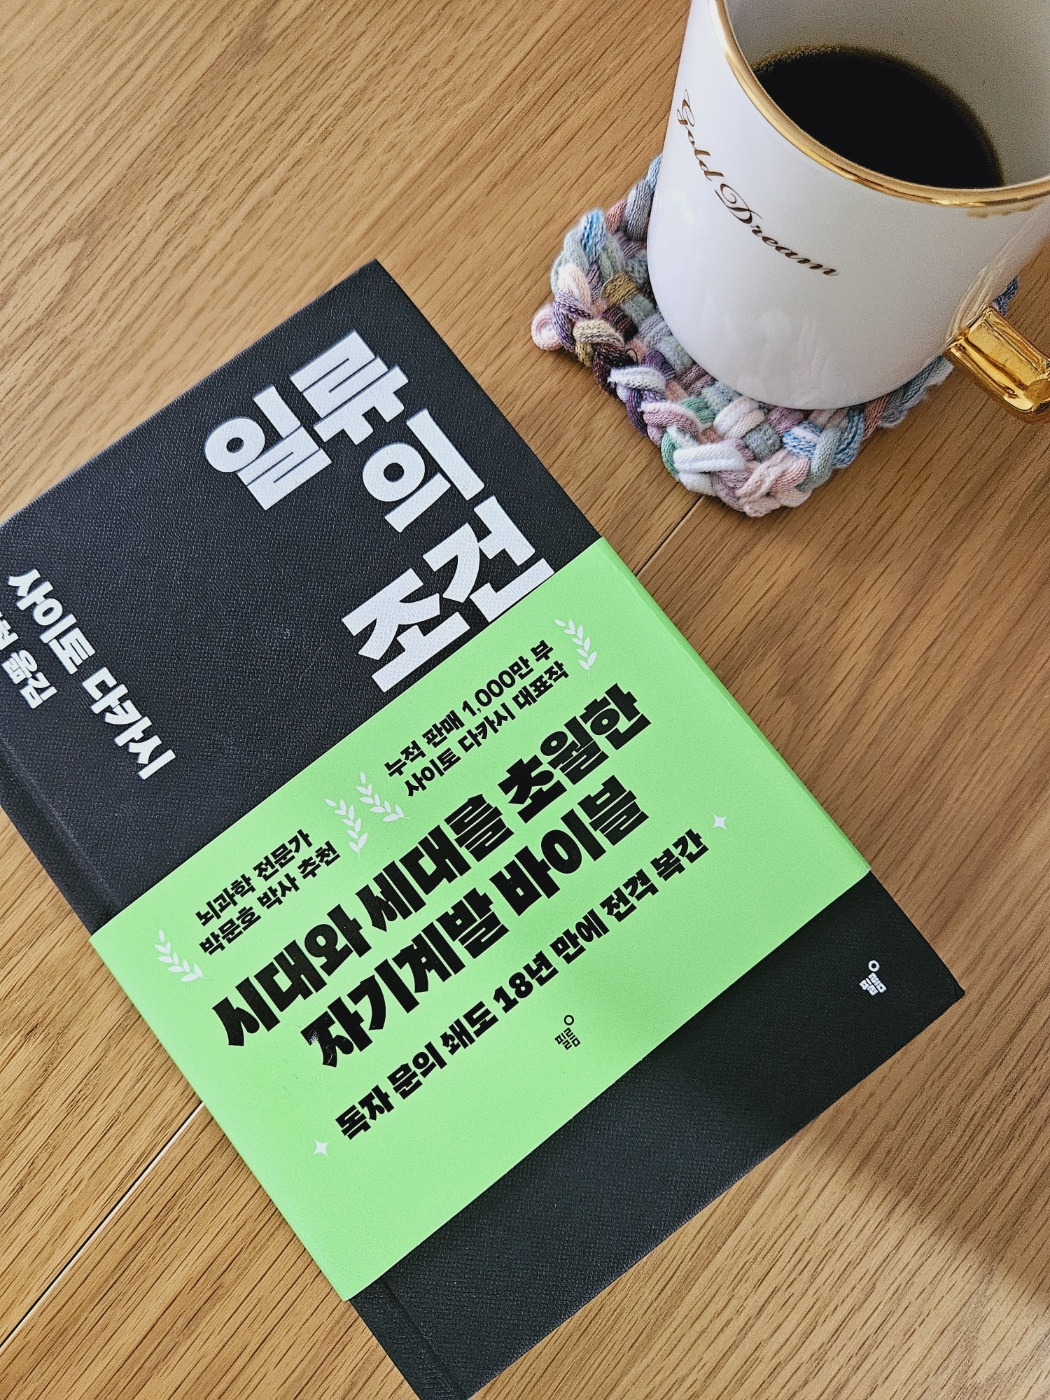 일류의
조건
사이토 다카시
옮김
뇌과학 전문가
박문호 박사 추천
누적 판매 1,000만 부
사이토 다카시 대표작
시대와 세대를 초월한
자기계발 바이블
독자 문의 쇄도 18년 만에 전격 복간
필름
필름
Gold Dream